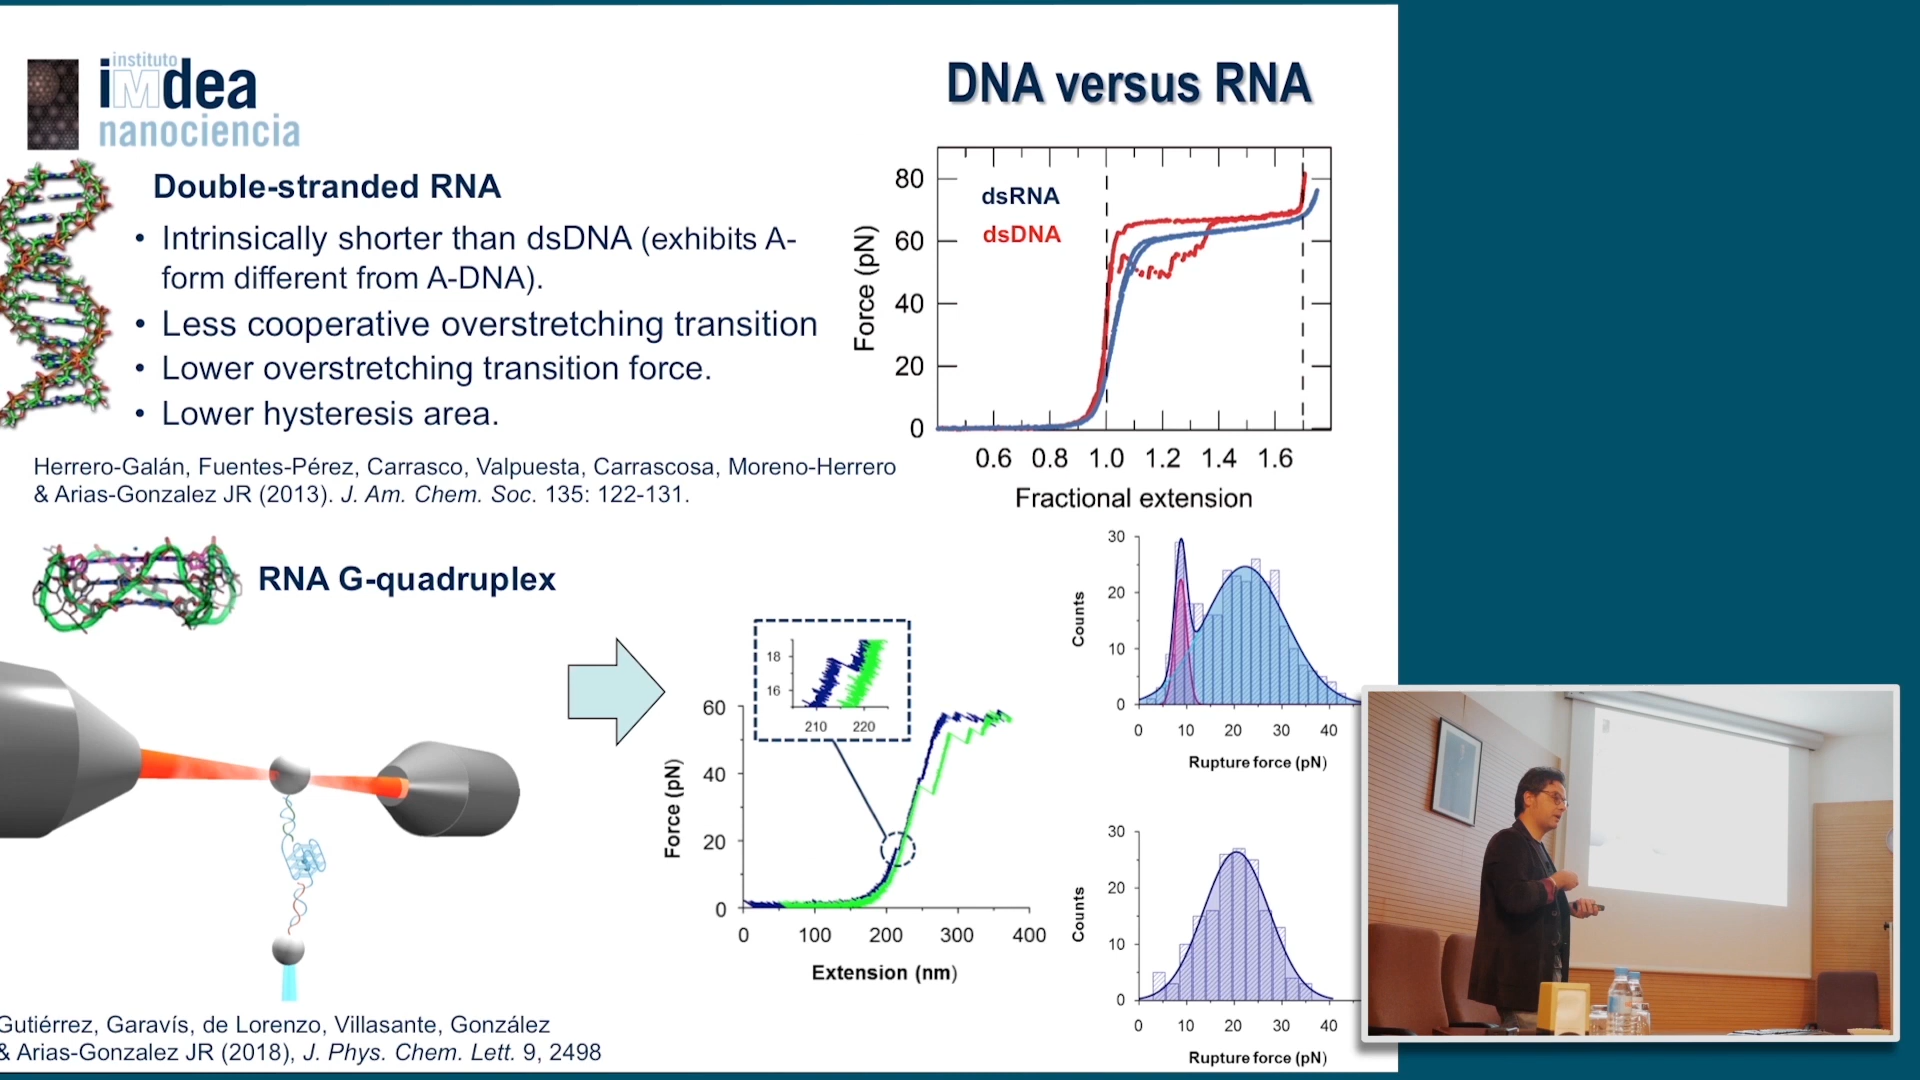 instituto
iMdea
nanociencia
DNA versus RNA
Double-stranded RNA
• Intrinsically shorter than dsDNA (exhibits A-
form different from A-DNA).
• Less cooperative overstretching transition
• Lower overstretching transition force.
• Lower hysteresis area.
Herrero-Galán, Fuentes-Pérez, Carrasco, Valpuesta, Carrascosa, Moreno-Herrero
& Arias-Gonzalez JR (2013). J. Am. Chem. Soc. 135: 122-131.
80
60
40
20
0
Force (pN)
dsRNA
dsDNA
0.6 0.8 1.0 1.2 1.4 1.6
Fractional extension
RNA G-quadruplex
18
16
210 220
60
40
20
0
Force (pN)
0 100 200 300 400
Extension (nm)
30
20
10
0
Counts
0 10 20 30 40
Rupture force (pN)
30
20
10
0
Counts
0 10 20 30 40
Rupture force (pN)
Gutiérrez, Garavís, de Lorenzo, Villasante, González
& Arias-Gonzalez JR (2018), J. Phys. Chem. Lett. 9, 2498